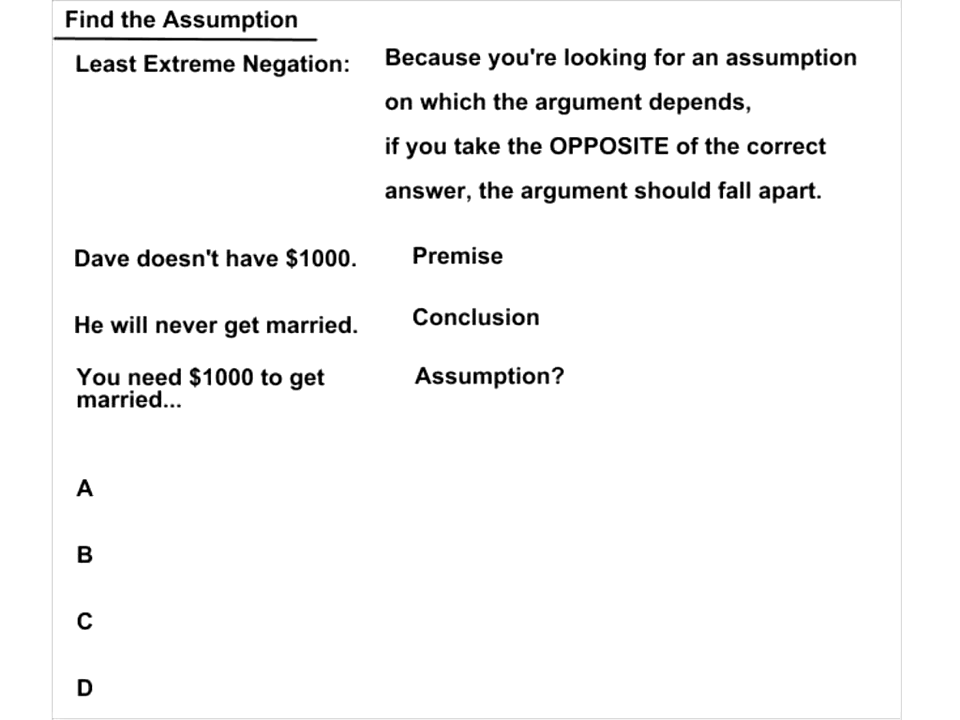 Find the Assumption
Least Extreme Negation:
Because you're looking for an assumption
on which the argument depends,
if you take the OPPOSITE of the correct
answer, the argument should fall apart.
Dave doesn't have $1000.
Premise
He will never get married.
Conclusion
You need $1000 to get
married...
Assumption?
A
B
C
D